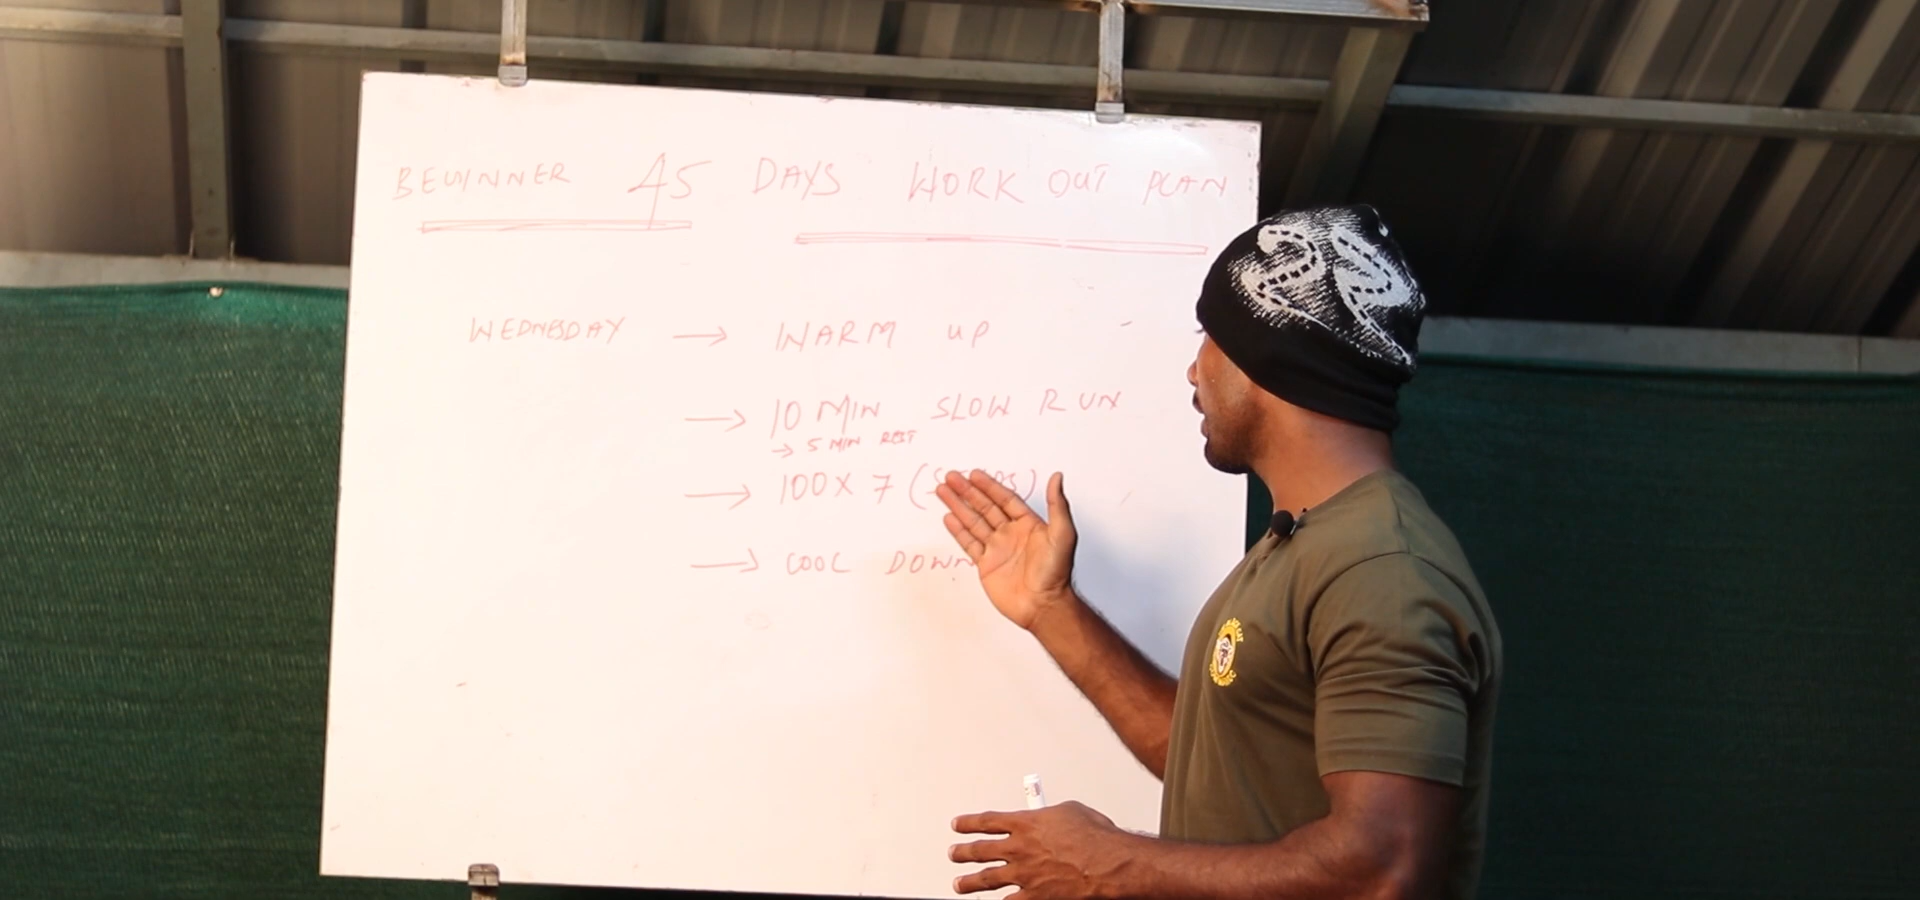 BEGINNER 45 DAYS WORK OUT PLAN
WEDNESDAY → WARM UP
→ 10 MIN SLOW RUN
→ 5 MIN REST
→ 100 X 7 (
→ COOL DOWN